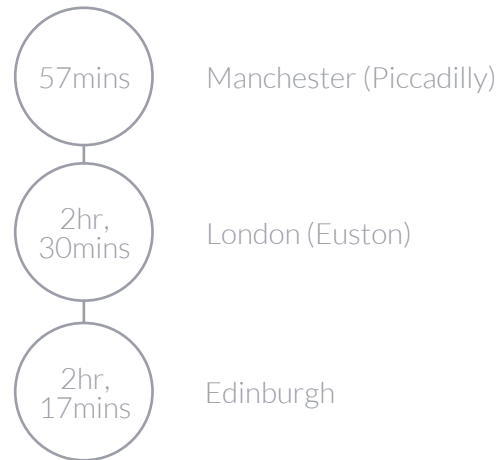 57mins
Manchester (Piccadilly)
2hr,
30mins
London (Euston)
2hr,
17mins
Edinburgh